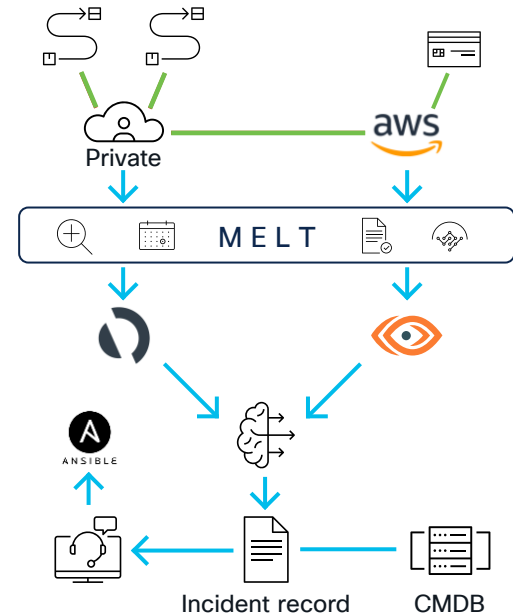 Private
aws
MELT
ANSIBLE
Incident record
CMDB